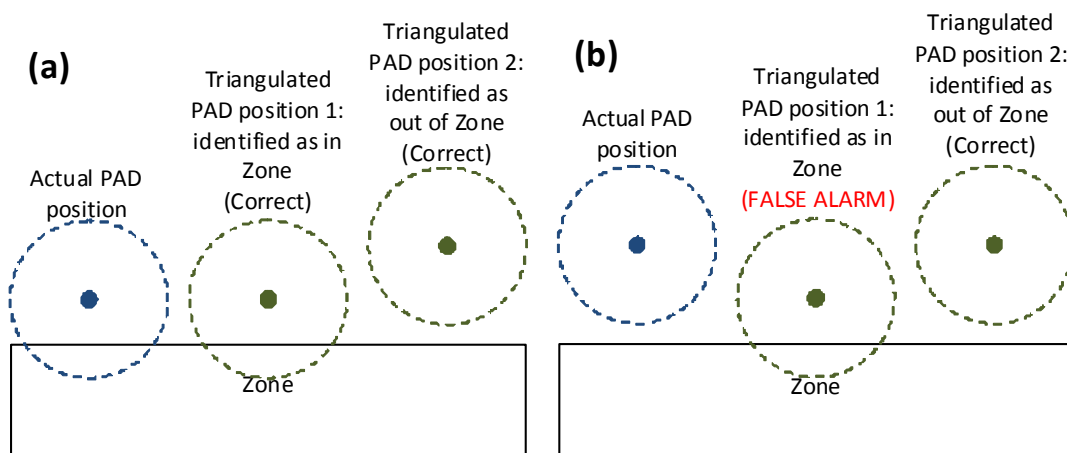 (a)
Actual PAD
position
Triangulated
PAD position 1:
identified as in
Zone
(Correct)
Triangulated
PAD position 2:
identified as
out of Zone
(Correct)
Zone
(b)
Actual PAD
position
Triangulated
PAD position 1:
identified as in
Zone
(FALSE ALARM)
Triangulated
PAD position 2:
identified as
out of Zone
(Correct)
Zone